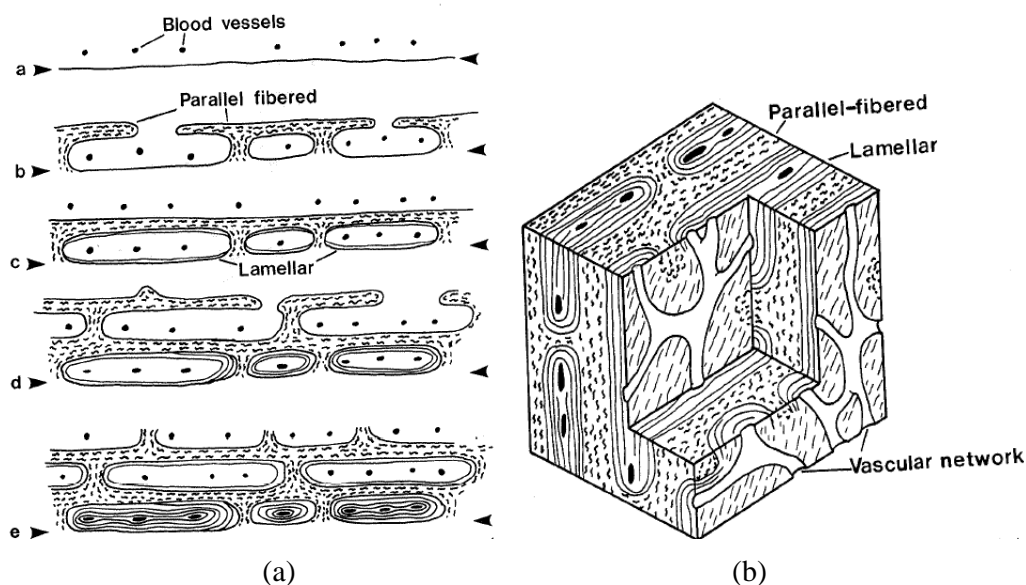 Blood vessels
a
Parallel fibered
b
c
Lamellar
d
e
(a)
Parallel-fibered
Lamellar
Vascular network
(b)